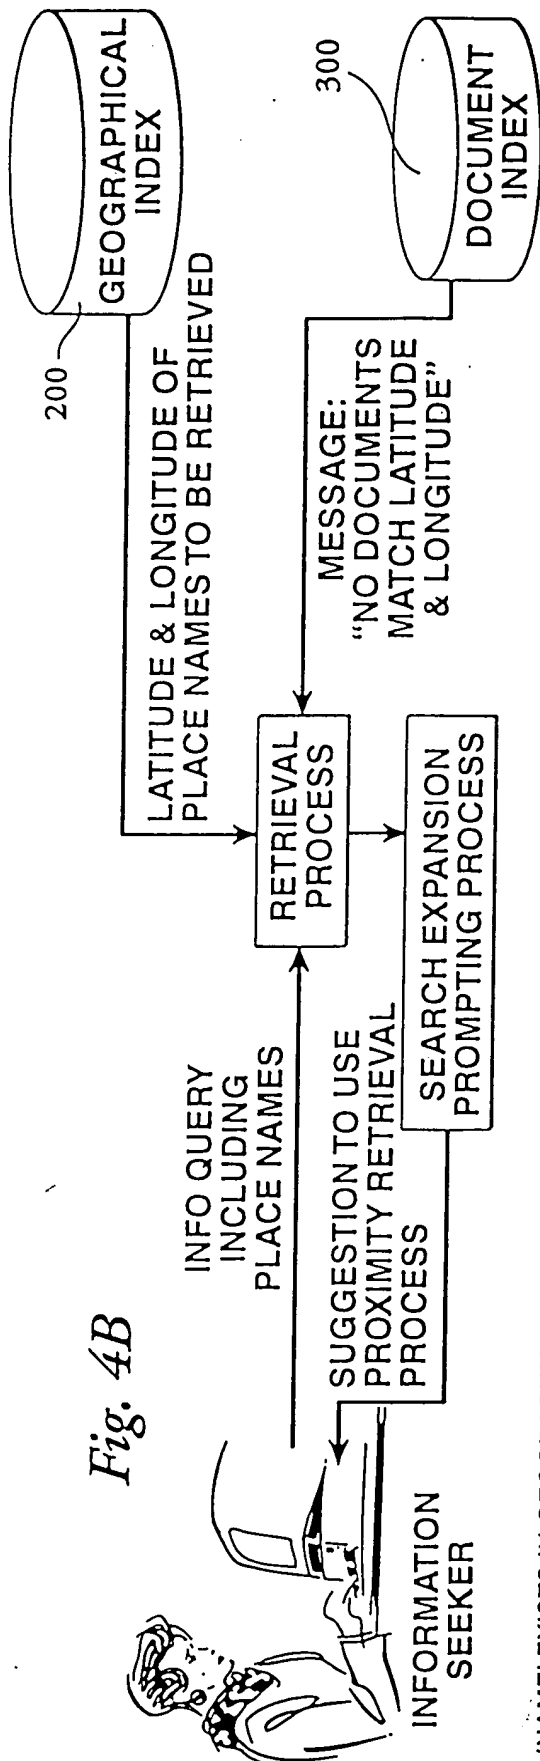 Fig. 4B
INFORMATION
SEEKER
INFO QUERY
INCLUDING
PLACE NAMES
SUGGESTION TO USE
PROXIMITY RETRIEVAL
PROCESS
RETRIEVAL
PROCESS
SEARCH EXPANSION
PROMPTING PROCESS
LATITUDE & LONGITUDE OF
PLACE NAMES TO BE RETRIEVED
200
GEOGRAPHICAL
INDEX
MESSAGE:
"NO DOCUMENTS
MATCH LATITUDE
& LONGITUDE"
300
DOCUMENT
INDEX